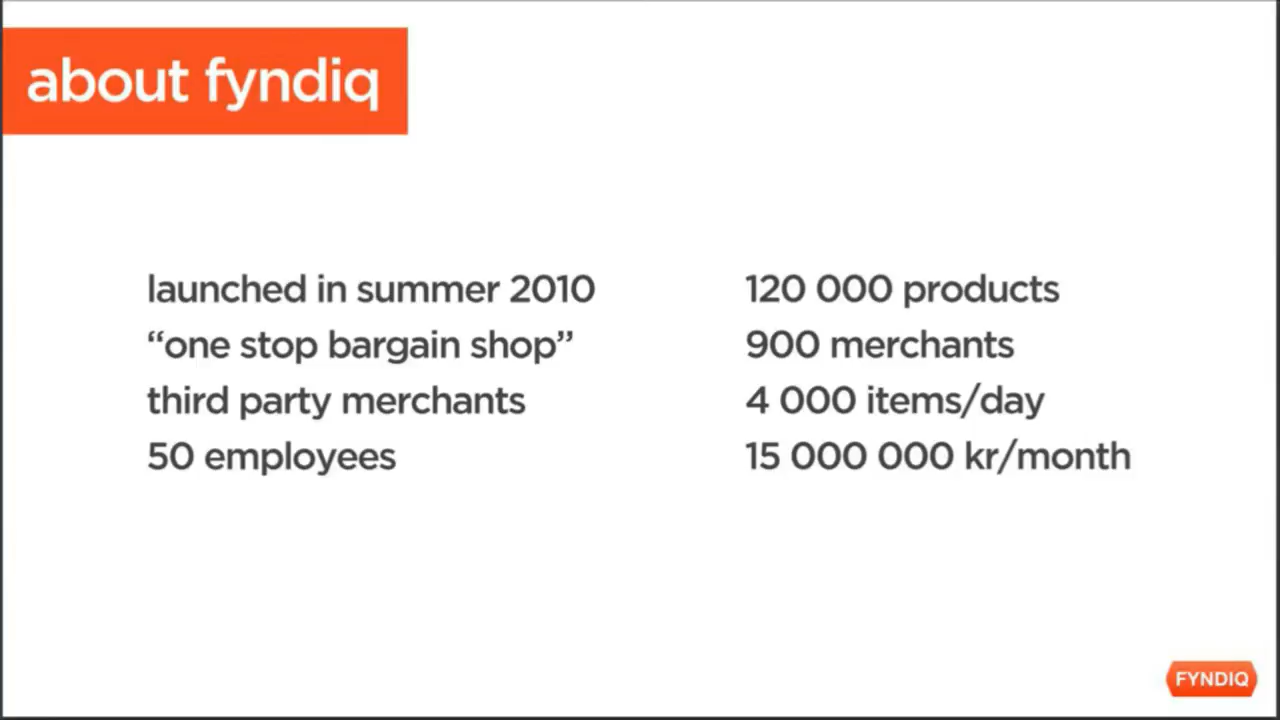 about fyndiq
launched in summer 2010
“one stop bargain shop”
third party merchants
50 employees
120 000 products
900 merchants
4 000 items/day
15 000 000 kr/month
FYNDIQ